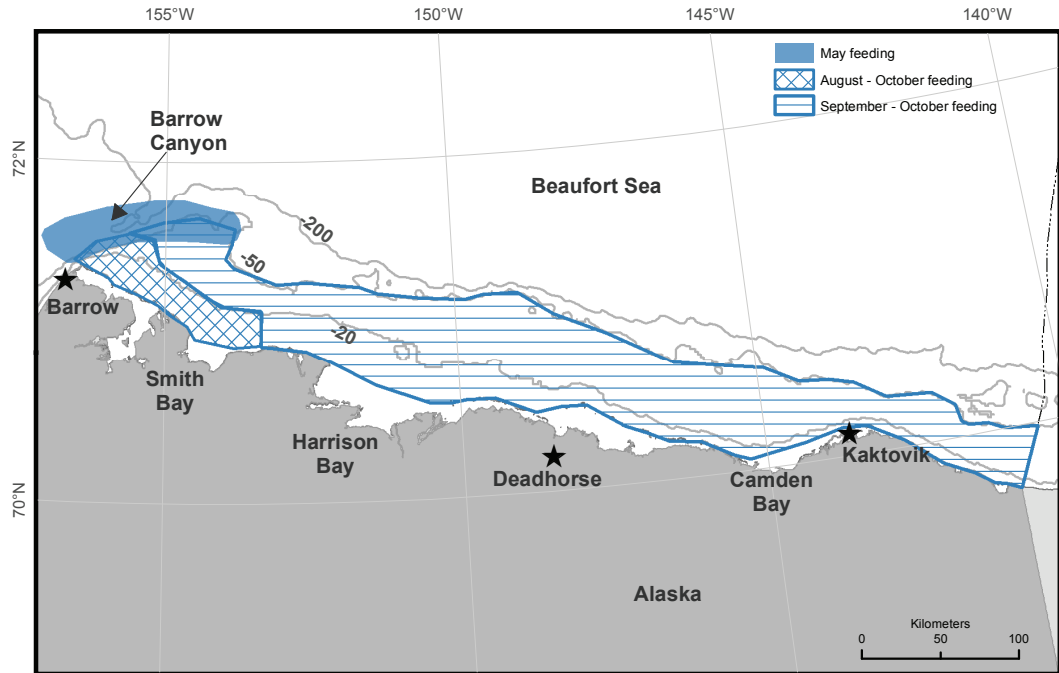 155°W
150°W
145°W
140°W
May feeding
August - October feeding
September - October feeding
Barrow
Canyon
72°N
Beaufort Sea
-200
-50
Barrow
-20
Smith
Bay
Harrison
Bay
Deadhorse
Kaktovik
Camden
Bay
70°N
Alaska
Kilometers
0 50 100